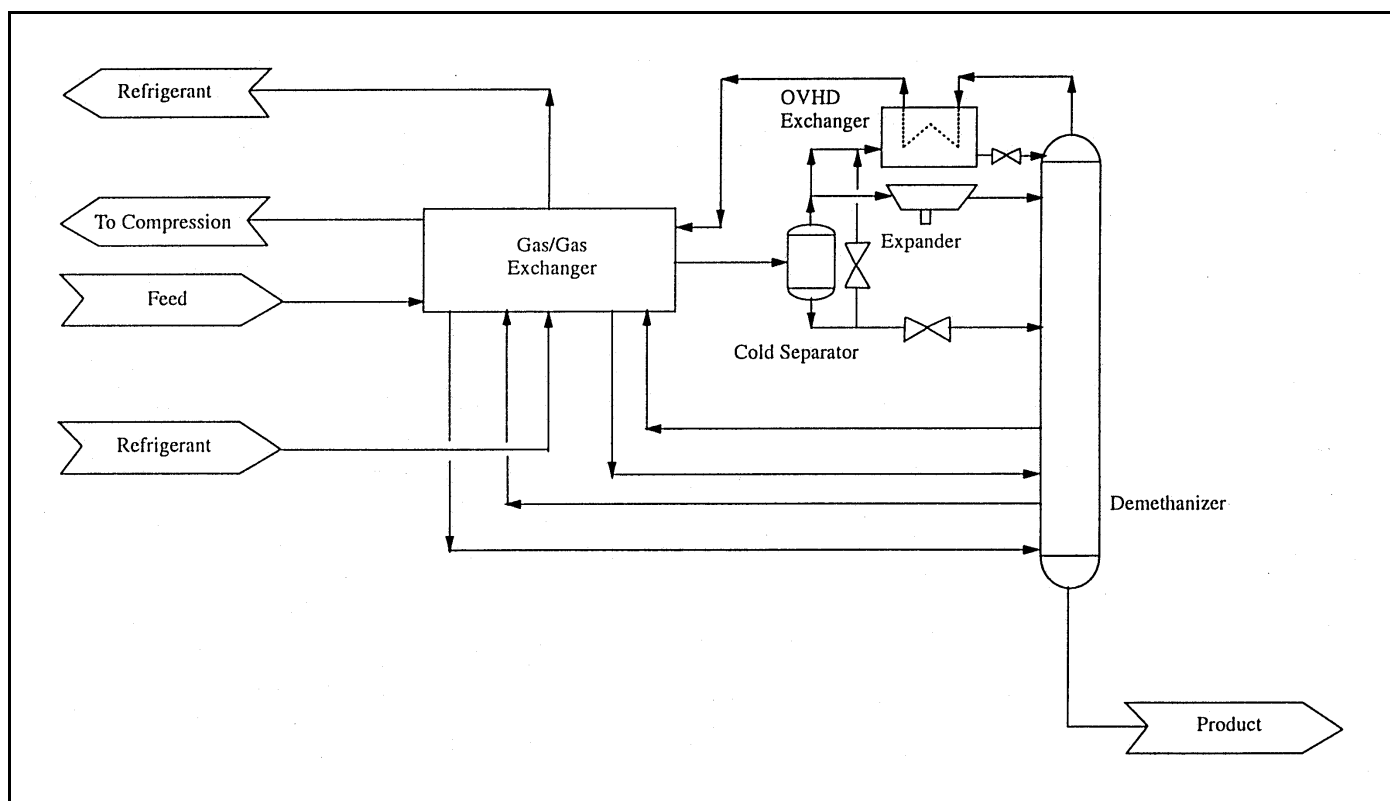 Refrigerant
OVHD
Exchanger
To Compression
Gas/Gas
Exchanger
Expander
Feed
Cold Separator
Refrigerant
Demethanizer
Product